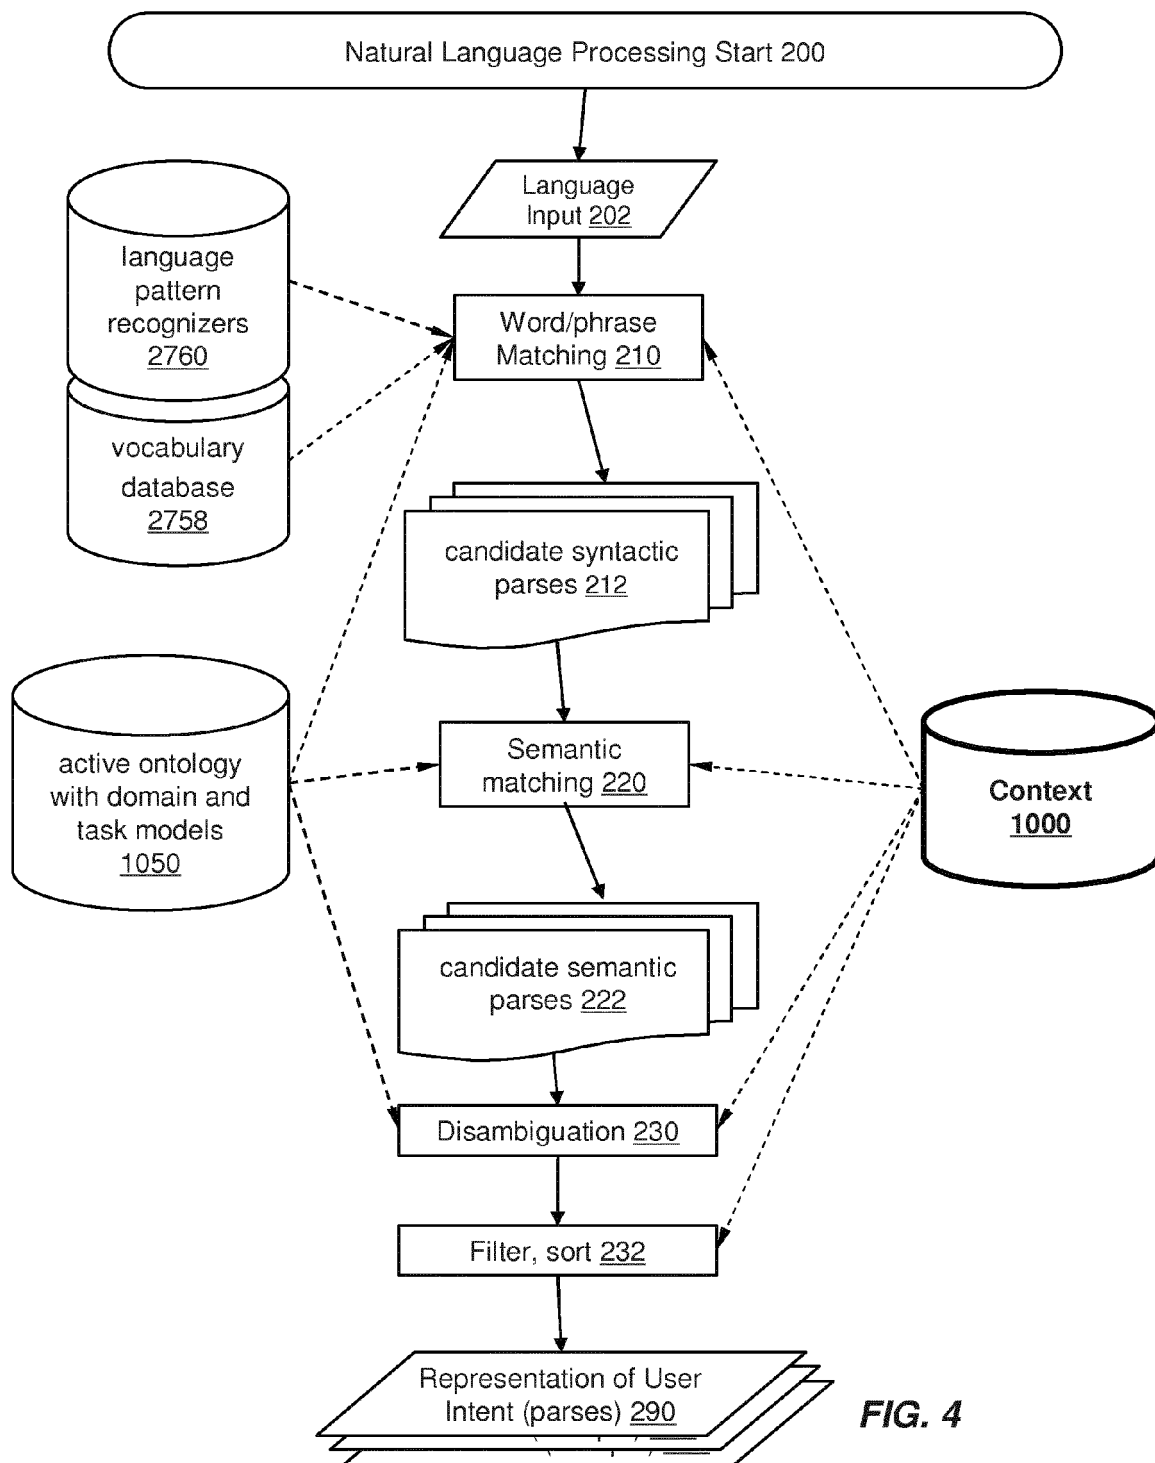 Natural Language Processing Start 200
Language
Input 202
language
pattern
recognizers
2760
Word/phrase
Matching 210
vocabulary
database
2758
candidate syntactic
parses 212
active ontology
with domain and
task models
1050
Semantic
matching 220
Context
1000
candidate semantic
parses 222
Disambiguation 230
Filter, sort 232
Representation of User
Intent (parses) 290
FIG. 4